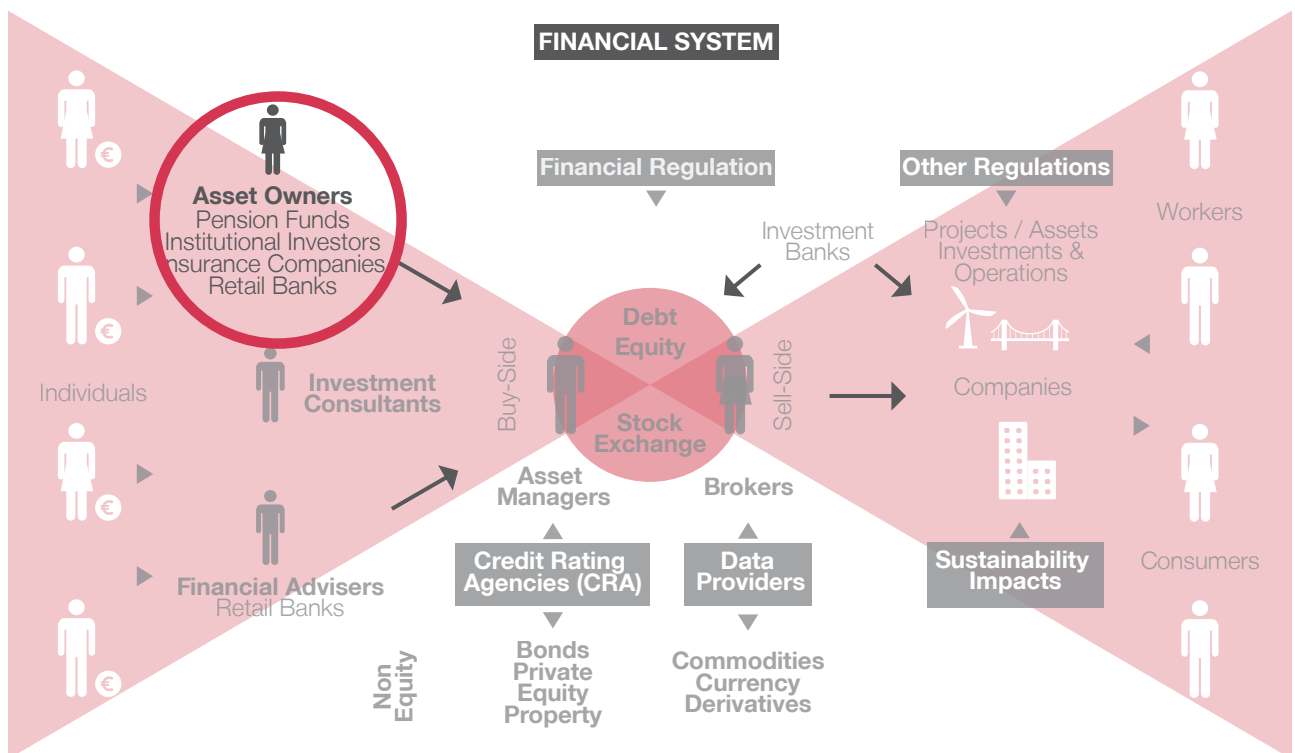 FINANCIAL SYSTEM
€
Asset Owners
Pension Funds
Institutional Investors
nsurance Companies
Retail Banks
Financial Regulation
Other Regulations
Workers
Investment
Banks
Projects / Assets
Investments &
Operations
€
Individuals
Investment
Consultants
Buy-Side
Debt
Equity
Stock
Exchange
Sell-Side
Companies
€
Asset
Managers
Brokers
Financial Advisers
Retail Banks
Credit Rating
Agencies (CRA)
Data
Providers
Sustainability
Impacts
Consumers
€
Non
Equity
Bonds
Private
Equity
Property
Commodities
Currency
Derivatives